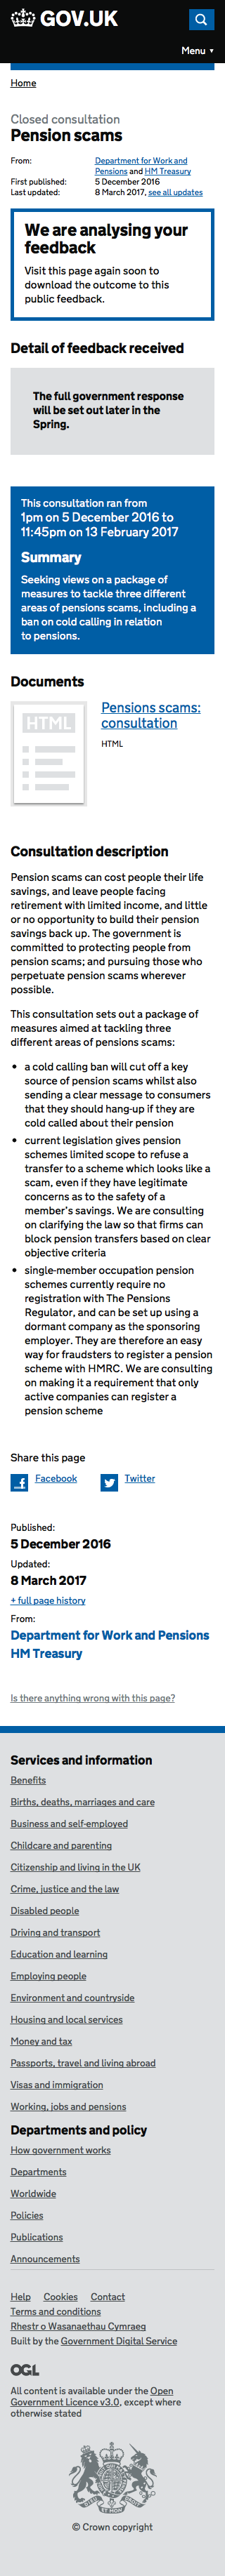 GOV.UK
Menu ▼
Home
Closed consultation
Pension scams
From: Department for Work and
Pensions and HM Treasury
First published: 5 December 2016
Last updated: 8 March 2017, see all updates
We are analysing your
feedback
Visit this page again soon to
download the outcome to this
public feedback.
Detail of feedback received
The full government response
will be set out later in the
Spring.
This consultation ran from
1pm on 5 December 2016 to
11:45pm on 13 February 2017
Summary
Seeking views on a package of
measures to tackle three different
areas of pensions scams, including a
ban on cold calling in relation
to pensions.
Documents
HTML
Pensions scams:
consultation
HTML
Consultation description
Pension scams can cost people their life
savings, and leave people facing
retirement with limited income, and little
or no opportunity to build their pension
savings back up. The government is
committed to protecting people from
pension scams; and pursuing those who
perpetuate pension scams wherever
possible.
This consultation sets out a package of
measures aimed at tackling three
different areas of pensions scams:
• a cold calling ban will cut off a key
source of pension scams whilst also
sending a clear message to consumers
that they should hang-up if they are
cold called about their pension
• current legislation gives pension
schemes limited scope to refuse a
transfer to a scheme which looks like a
scam, even if they have legitimate
concerns as to the safety of a
member's savings. We are consulting
on clarifying the law so that firms can
block pension transfers based on clear
objective criteria
• single-member occupation pension
schemes currently require no
registration with The Pensions
Regulator, and can be set up using a
dormant company as the sponsoring
employer. They are therefore an easy
way for fraudsters to register a pension
scheme with HMRC. We are consulting
on making it a requirement that only
active companies can register a
pension scheme
Share this page
Facebook Twitter
Published:
5 December 2016
Updated:
8 March 2017
+ full page history
From:
Department for Work and Pensions
HM Treasury
Is there anything wrong with this page?
Services and information
Benefits
Births, deaths, marriages and care
Business and self-employed
Childcare and parenting
Citizenship and living in the UK
Crime, justice and the law
Disabled people
Driving and transport
Education and learning
Employing people
Environment and countryside
Housing and local services
Money and tax
Passports, travel and living abroad
Visas and immigration
Working, jobs and pensions
Departments and policy
How government works
Departments
Worldwide
Policies
Publications
Announcements
Help Cookies Contact
Terms and conditions
Rhestr o Wasanaethau Cymraeg
Built by the Government Digital Service
OGL
All content is available under the Open
Government Licence v3.0, except where
otherwise stated
© Crown copyright